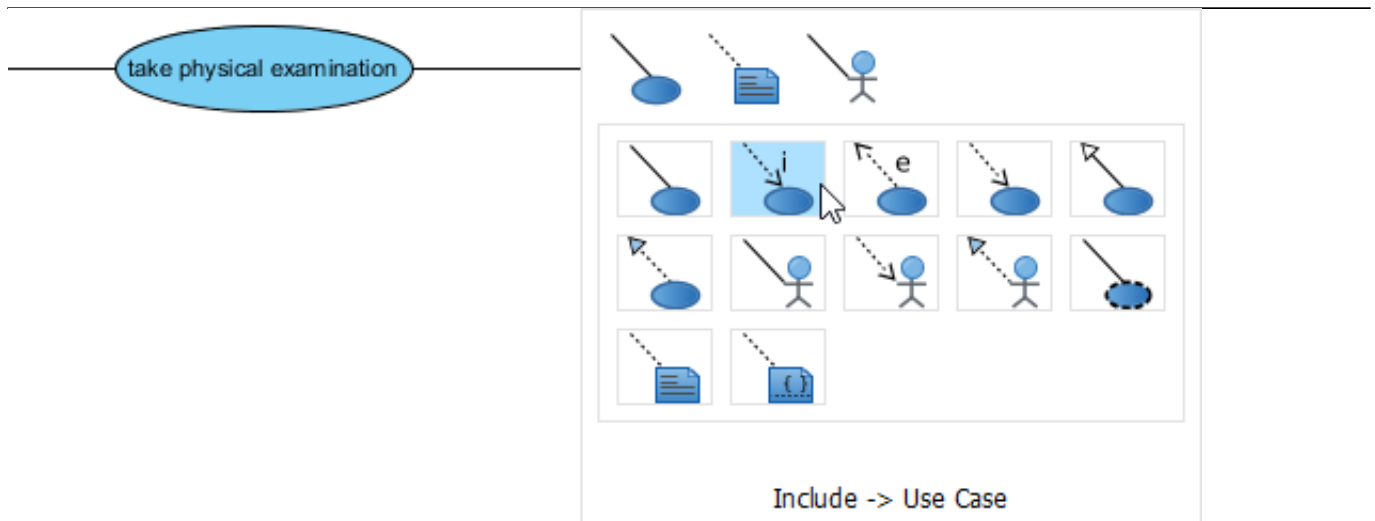 take physical examination
i
e
{ }
Include -> Use Case